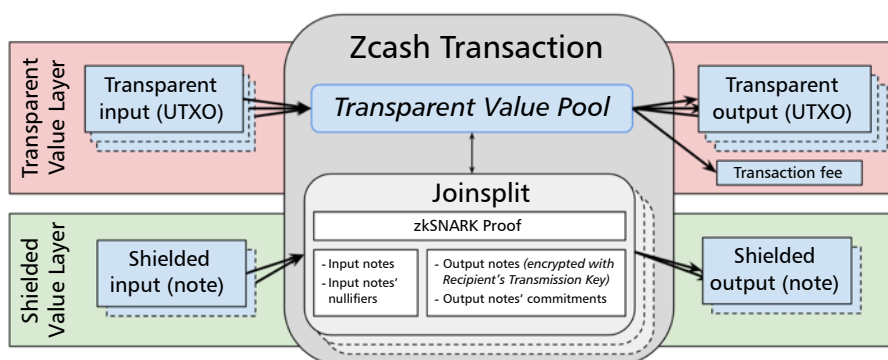 Zcash Transaction
Transparent
Value Layer
Transparent
input (UTXO)
Transparent Value Pool
Transparent
output (UTXO)
Transaction fee
Joinsplit
zkSNARK Proof
Shielded
Value Layer
Shielded
input (note)
- Input notes
- Input notes'
nullifiers
- Output notes (encrypted with
Recipient's Transmission Key)
- Output notes' commitments
Shielded
output (note)